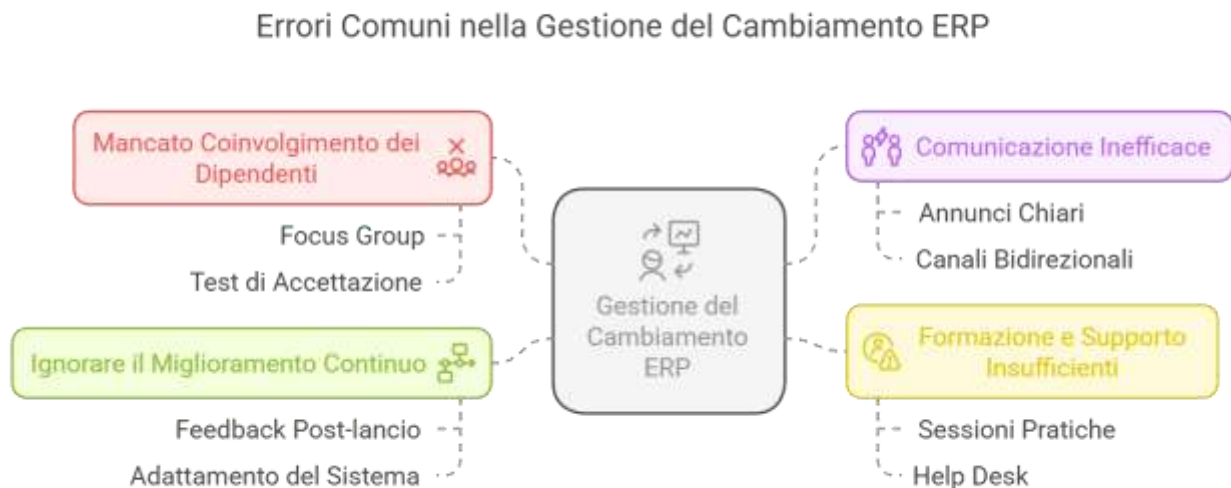 Errori Comuni nella Gestione del Cambiamento ERP
Mancato Coinvolgimento dei
Dipendenti
Focus Group
Test di Accettazione
Ignorare il Miglioramento Continuo
Feedback Post-lancio
Adattamento del Sistema
Gestione del
Cambiamento
ERP
Comunicazione Inefficace
Annunci Chiari
Canali Bidirezionali
Formazione e Supporto
Insufficienti
Sessioni Pratiche
Help Desk